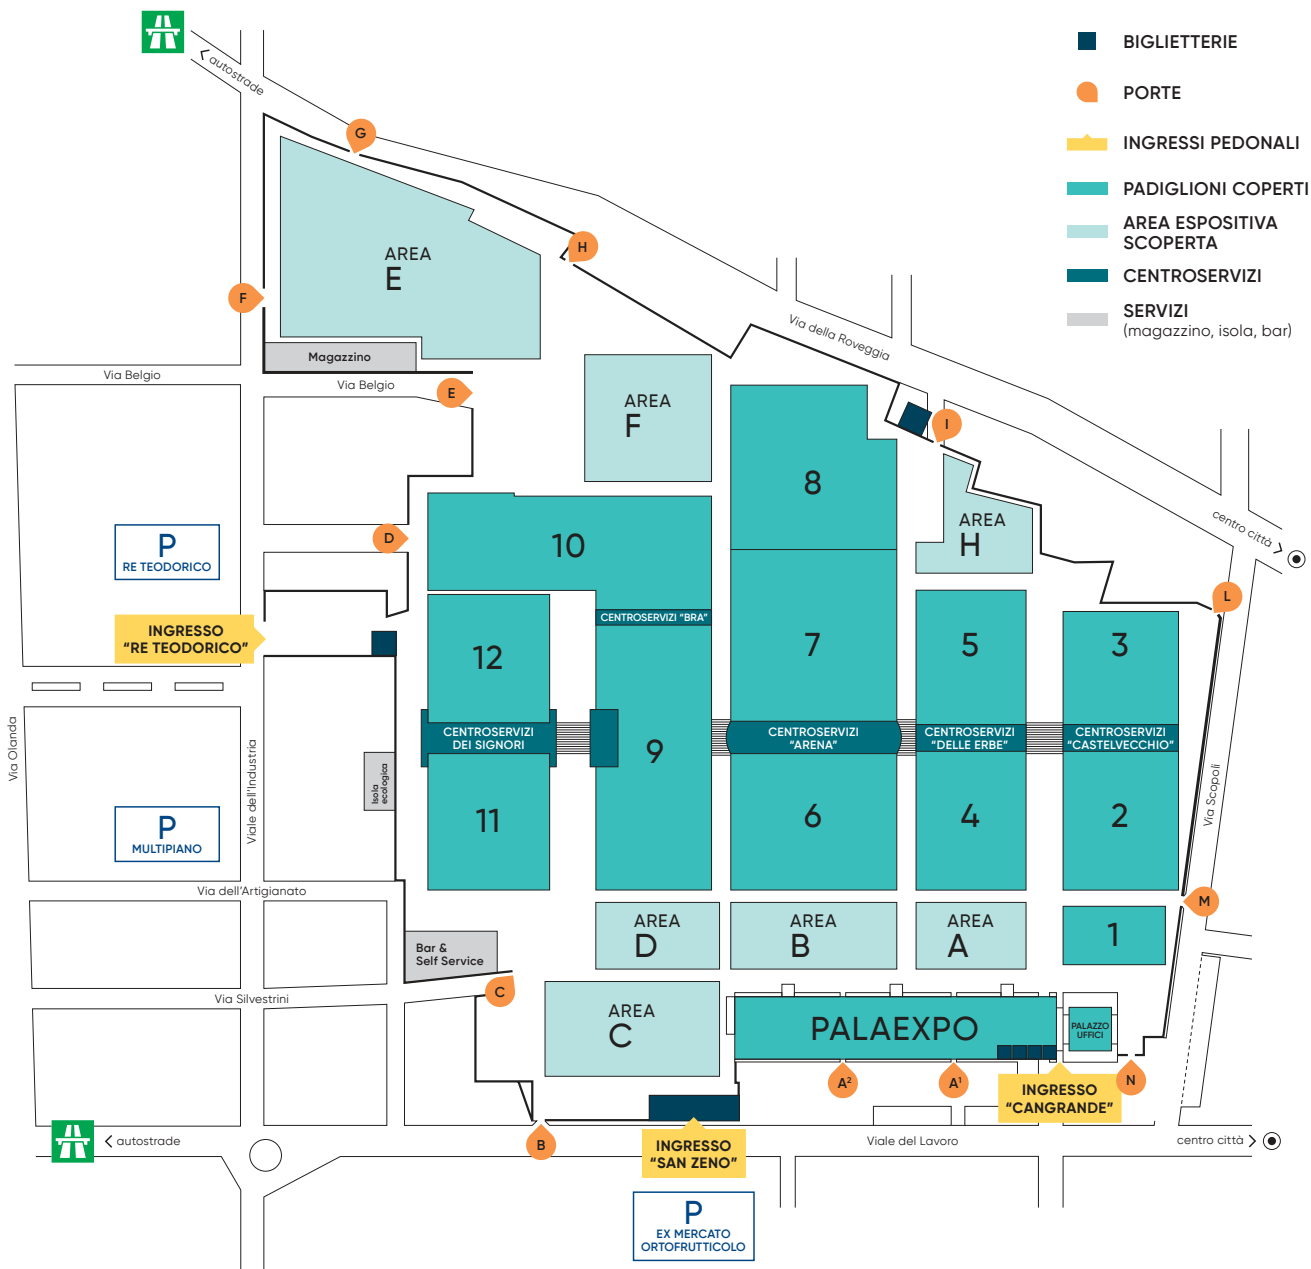 BIGLIETTERIE
PORTE
INGRESSI PEDONALI
PADIGLIONI COPERTI
AREA ESPOSITIVA
SCOPERTA
CENTROSERVIZI
SERVIZI
(magazzino, isola, bar)
autostrade
G
H
AREA
E
F
Magazzino
Via Belgio
Via Belgio
E
Via della Roveggia
AREA
F
I
8
AREA
H
centro città
10
D
P
RE TEODORICO
INGRESSO
"RE TEODORICO"
CENTROSERVIZI "BRA"
L
12
7
5
3
CENTROSERVIZI
DEI SIGNORI
9
CENTROSERVIZI
"ARENA"
CENTROSERVIZI
"DELLE ERBE"
CENTROSERVIZI
"CASTELVECCHIO"
Via Olanda
Viale dell'Industria
Isola
ecologica
Via Scopoli
P
MULTIPIANO
11
6
4
2
Via dell'Artigianato
M
AREA
D
AREA
B
AREA
A
1
Bar &
Self Service
C
Via Silvestrini
AREA
C
PALAEXPO
PALAZZO
UFFICI
A²
A¹
N
INGRESSO
"CANGRANDE"
autostrade
B
INGRESSO
"SAN ZENO"
Viale del Lavoro
centro città
P
EX MERCATO
ORTOFRUTTICOLO